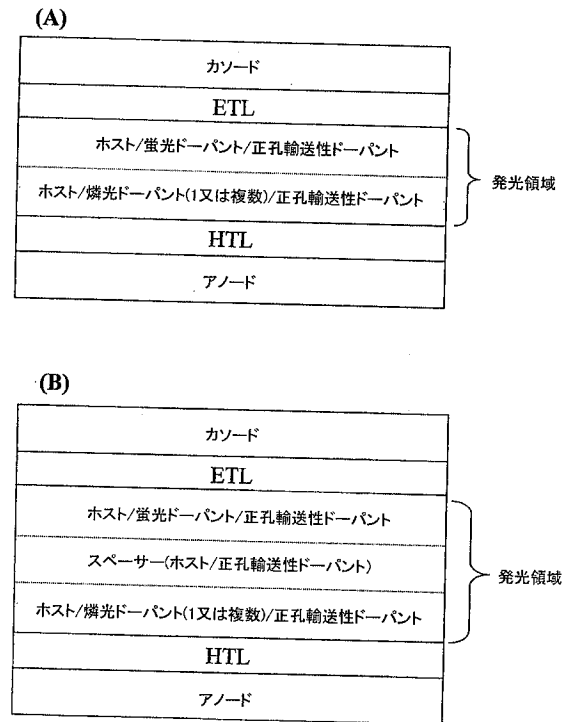 (A)
カソード
ETL
ホスト/蛍光ドーパント/正孔輸送性ドーパント
ホスト/燐光ドーパント(1又は複数)/正孔輸送性ドーパント
発光領域
HTL
アノード
(B)
カソード
ETL
ホスト/蛍光ドーパント/正孔輸送性ドーパント
スペーサー(ホスト/正孔輸送性ドーパント)
ホスト/燐光ドーパント(1又は複数)/正孔輸送性ドーパント
発光領域
HTL
アノード